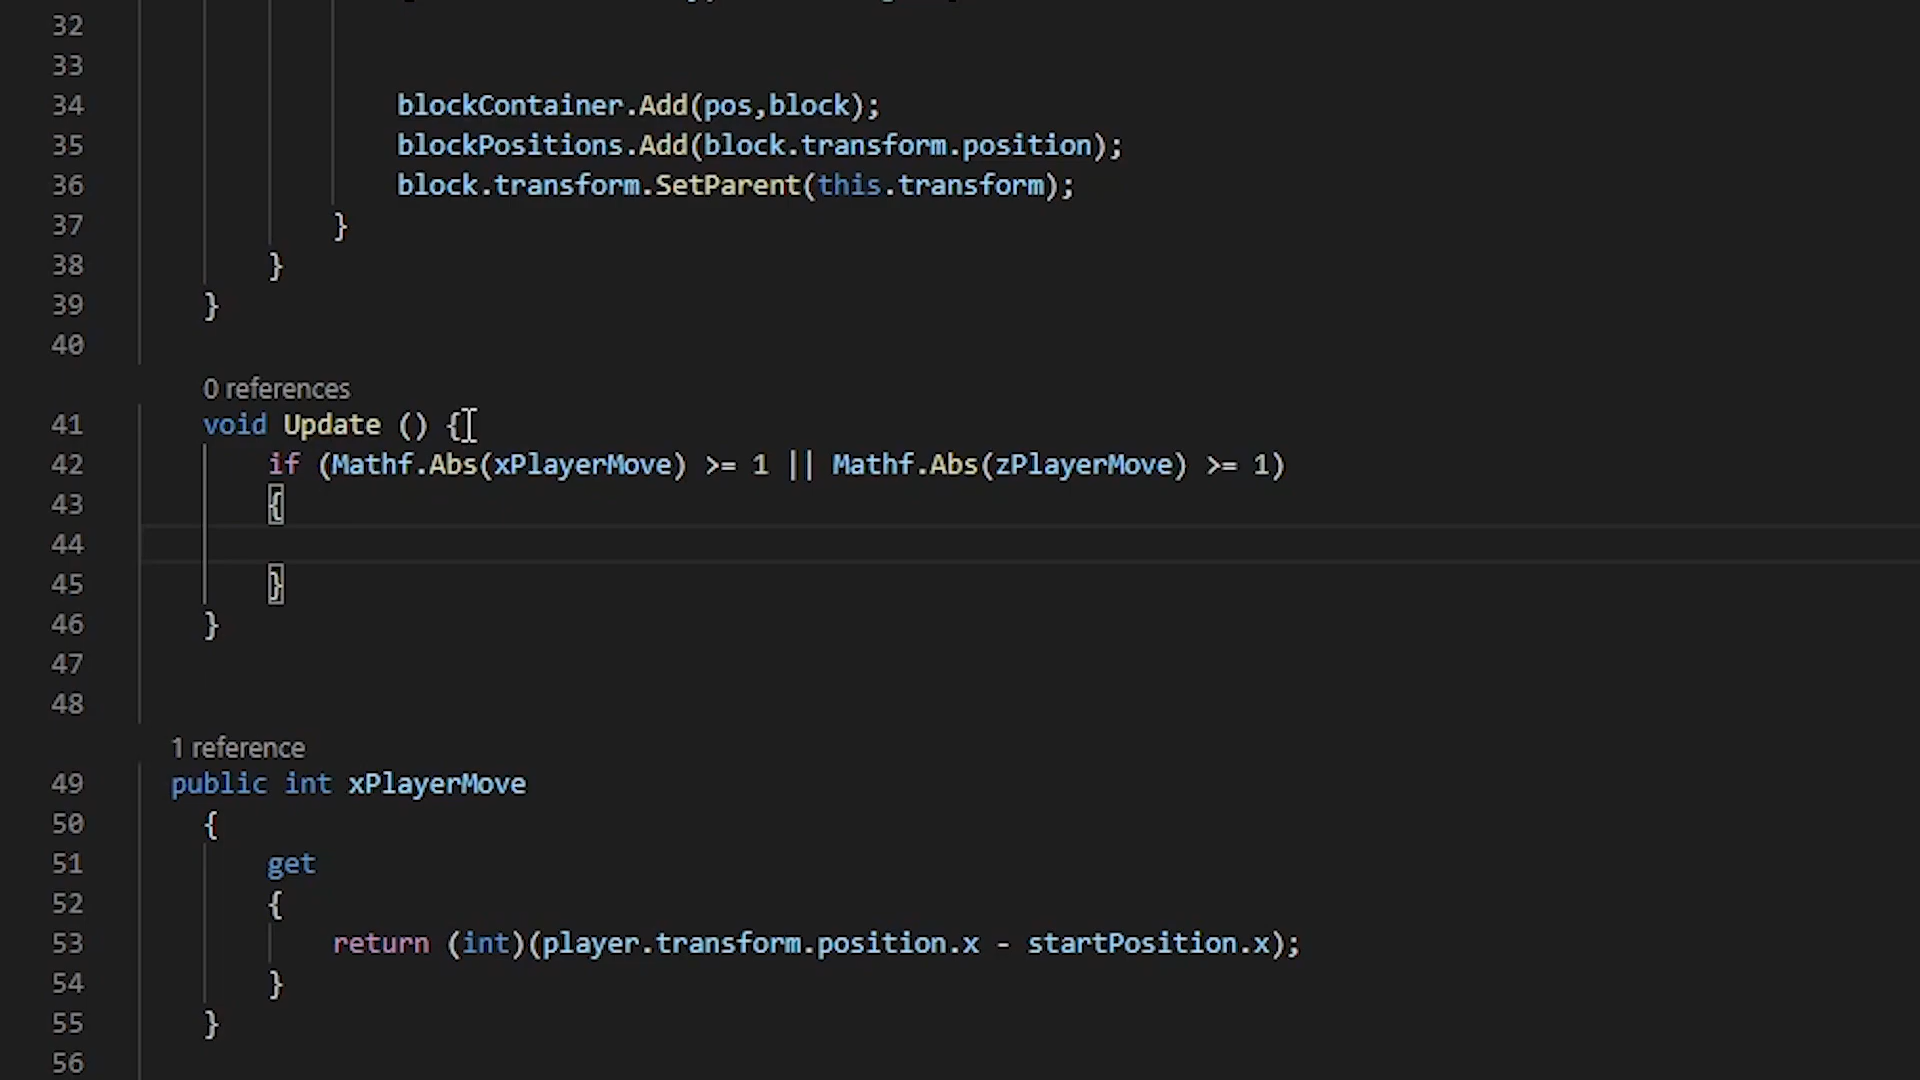 32
33
34 blockContainer.Add(pos,block);
35 blockPositions.Add(block.transform.position);
36 block.transform.SetParent(this.transform);
37 }
38 }
39 }
40
0 references
41 void Update () {
42 if (Mathf.Abs(xPlayerMove) >= 1 || Mathf.Abs(zPlayerMove) >= 1)
43 {
44
45 }
46 }
47
48
1 reference
49 public int xPlayerMove
50 {
51 get
52 {
53 return (int)(player.transform.position.x - startPosition.x);
54 }
55 }
56